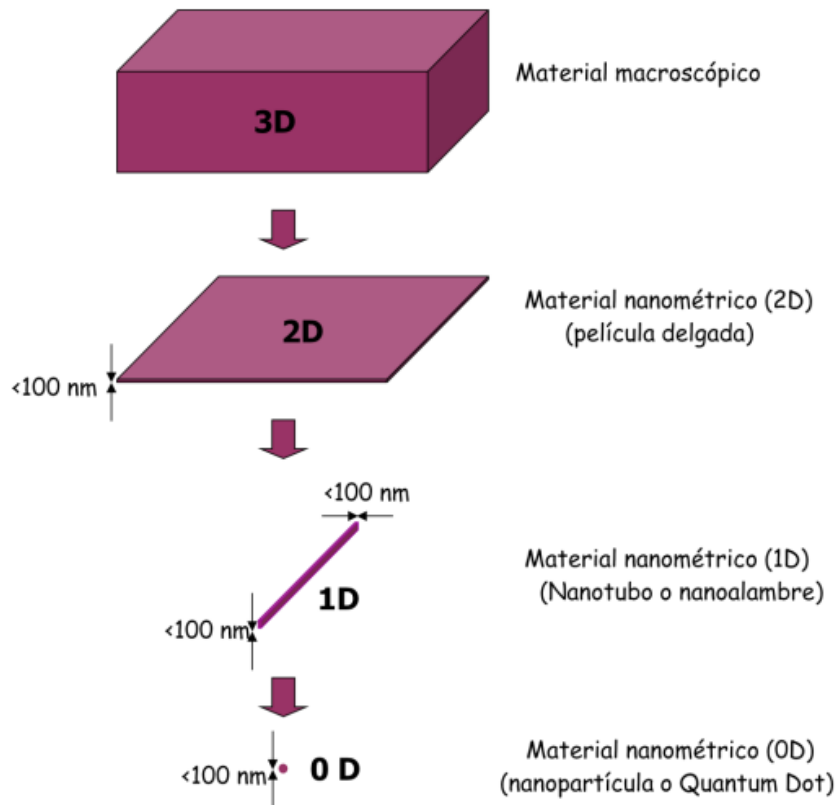 Material macroscópico
3D
Material nanométrico (2D)
(película delgada)
2D
<100 nm
<100 nm
Material nanométrico (1D)
(Nanotubo o nanoalambre)
1D
<100 nm
Material nanométrico (0D)
(nanopartícula o Quantum Dot)
0 D
<100 nm